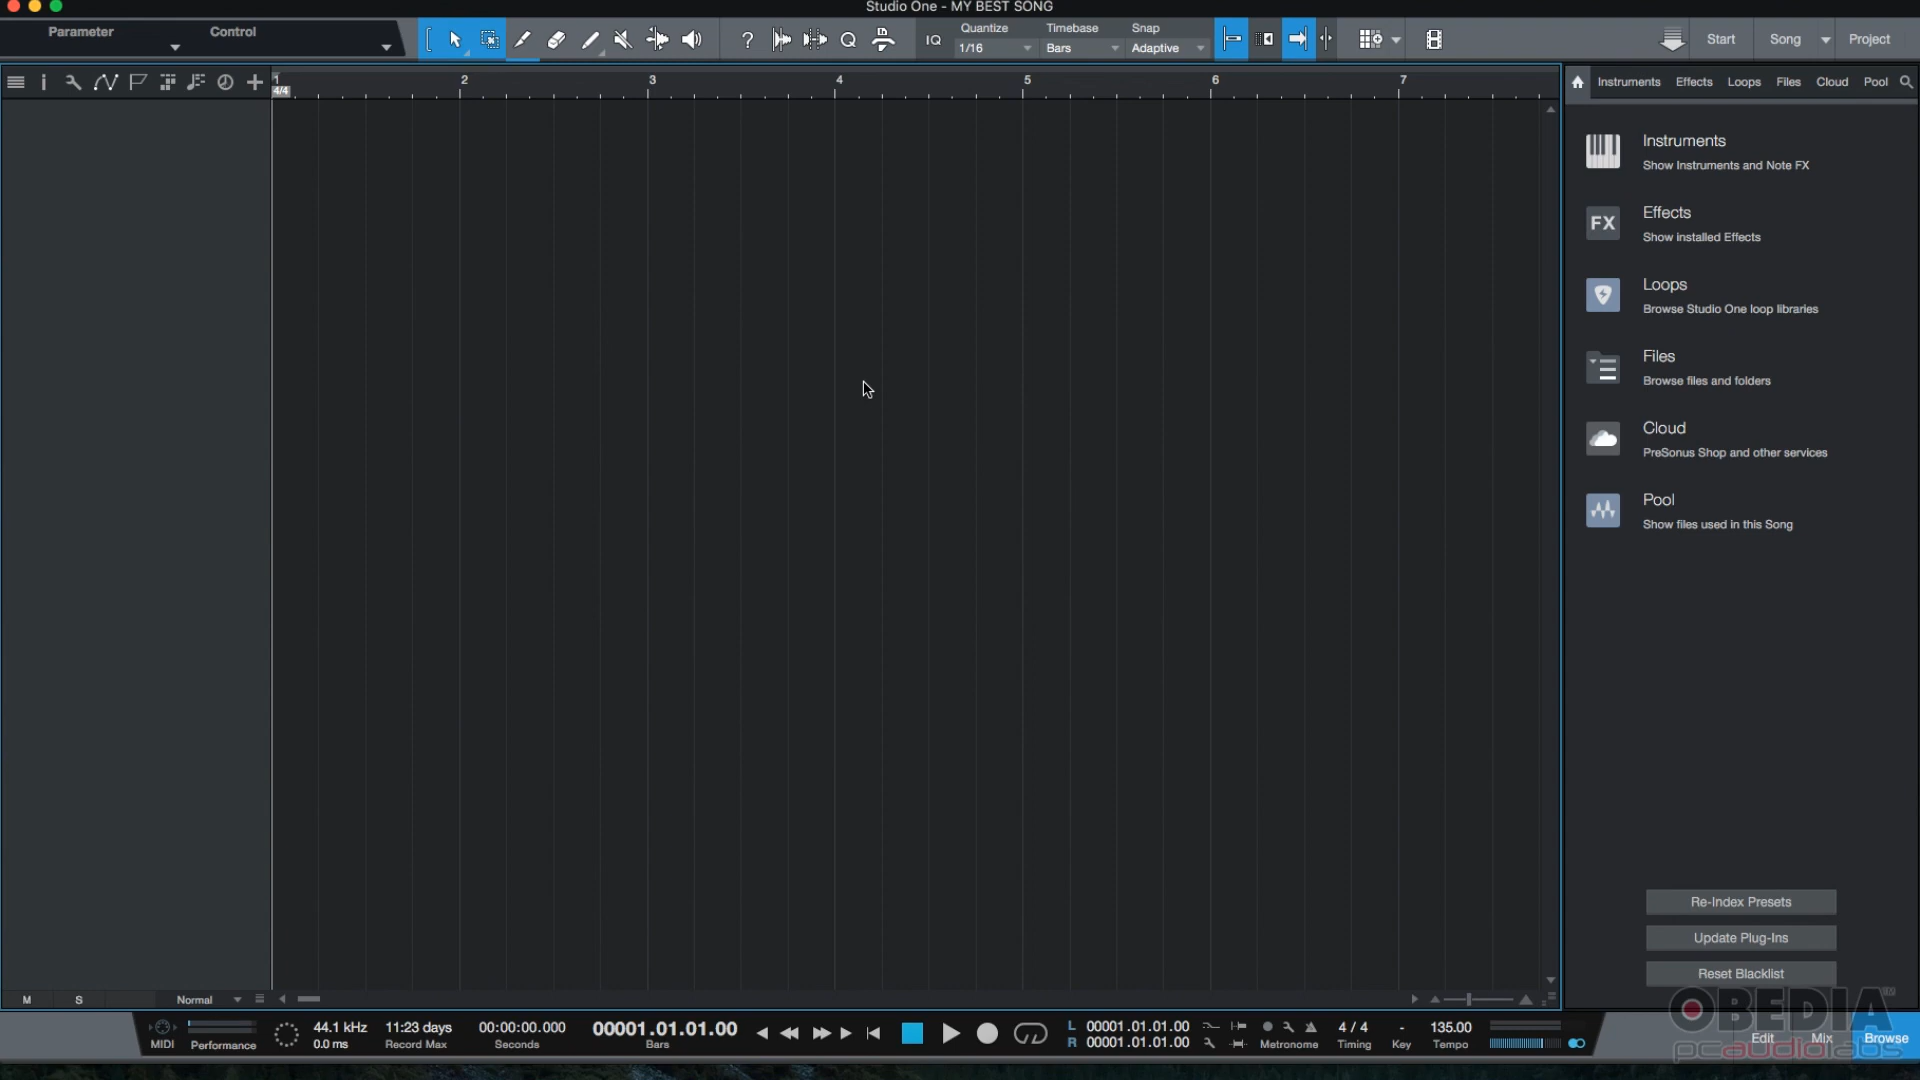 Studio One - MY BEST SONG
Parameter
Control
IQ
Quantize
1/16
Timebase
Bars
Snap
Adaptive
Start
Song
Project
1 2 3 4 5 6 7
4/4
Instruments Effects Loops Files Cloud Pool
Instruments
Show Instruments and Note FX
FX
Effects
Show installed Effects
Loops
Browse Studio One loop libraries
Files
Browse files and folders
Cloud
PreSonus Shop and other services
Pool
Show files used in this Song
Re-Index Presets
Update Plug-Ins
Reset Blacklist
M S Normal
MIDI
Performance
44.1 kHz
0.0 ms
11:23 days
Record Max
00:00:00.000
Seconds
00001.01.01.00
Bars
L 00001.01.01.00
R 00001.01.01.00
Metronome
4 / 4
Timing
-
Key
135.00
Tempo
Edit Mix Browse
OBEDIA
pcaudiolabs